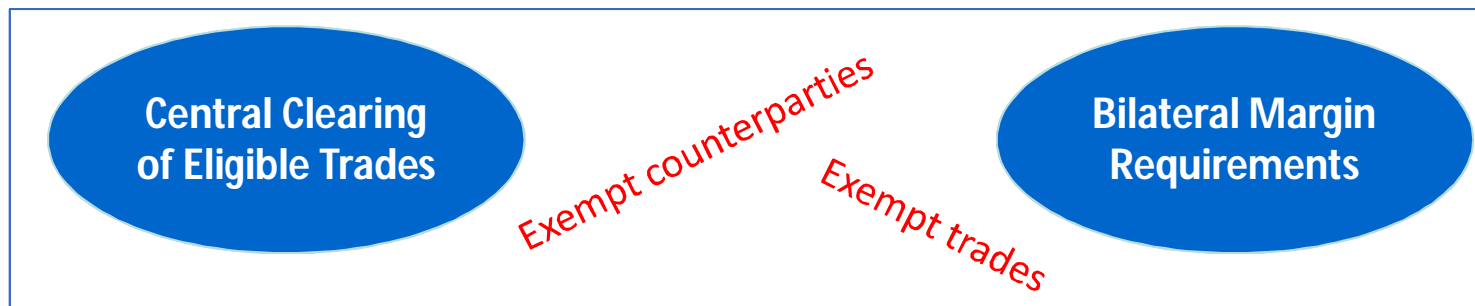 Central Clearing
of Eligible Trades
Exempt counterparties
Exempt trades
Bilateral Margin
Requirements